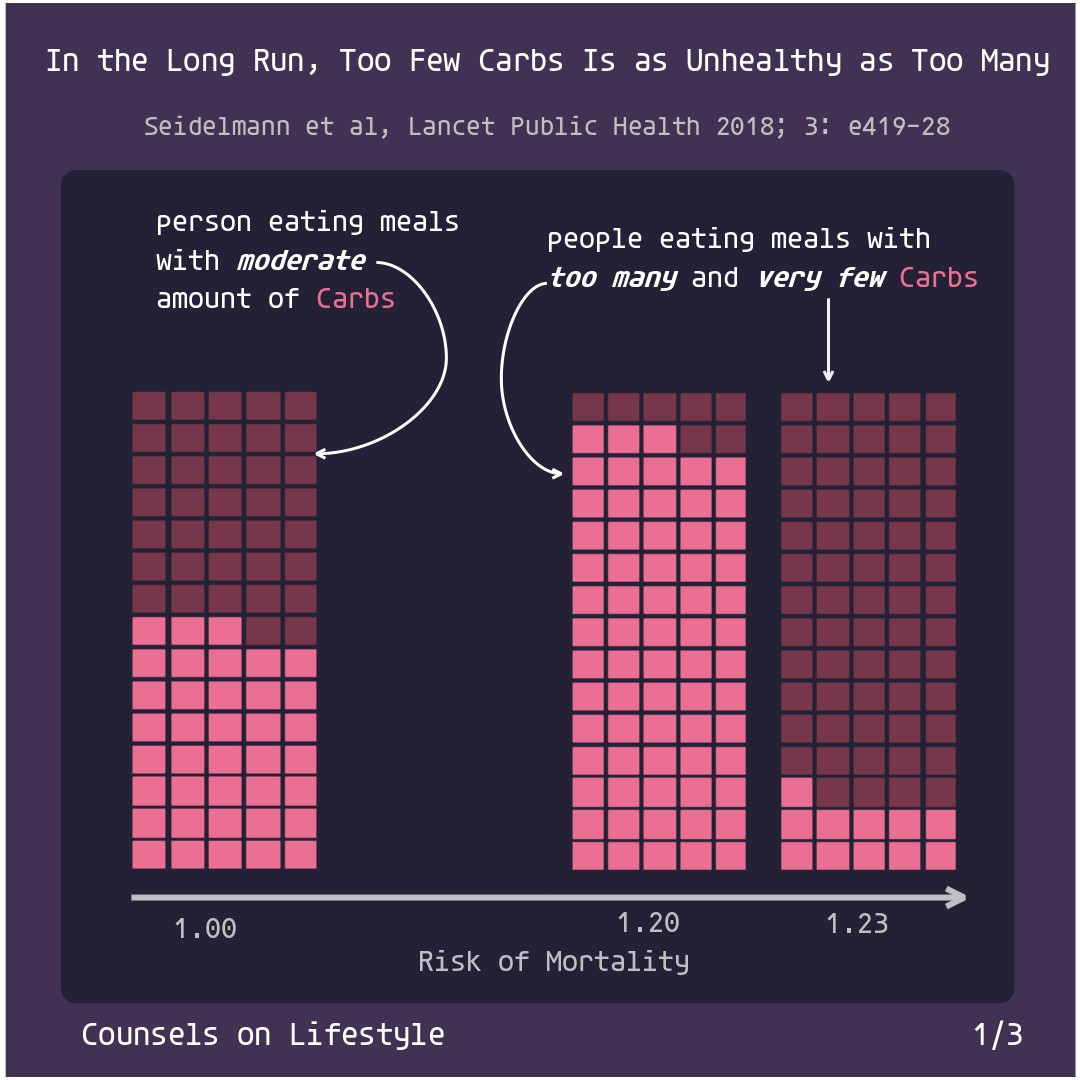 In the Long Run, Too Few Carbs Is as Unhealthy as Too Many
Seidelmann et al, Lancet Public Health 2018; 3: e419-28
person eating meals
with moderate
amount of Carbs
people eating meals with
too many and very few Carbs
1.00
1.20
1.23
Risk of Mortality
Counsels on Lifestyle
1/3